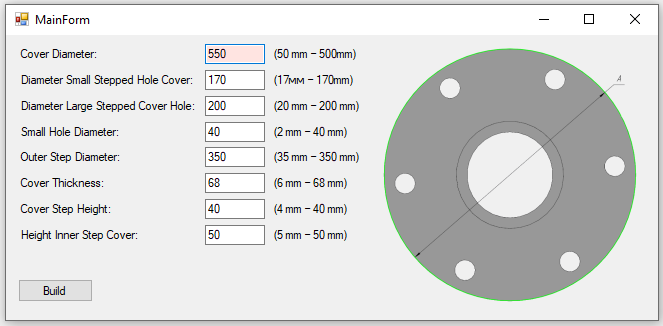 MainForm
Cover Diameter: 550 (50 mm – 500mm)
Diameter Small Stepped Hole Cover: 170 (17мм – 170mm)
Diameter Large Stepped Cover Hole: 200 (20 mm – 200 mm)
Small Hole Diameter: 40 (2 mm – 40 mm)
Outer Step Diameter: 350 (35 mm – 350 mm)
Cover Thickness: 68 (6 mm – 68 mm)
Cover Step Height: 40 (4 mm – 40 mm)
Height Inner Step Cover: 50 (5 mm – 50 mm)
Build
A